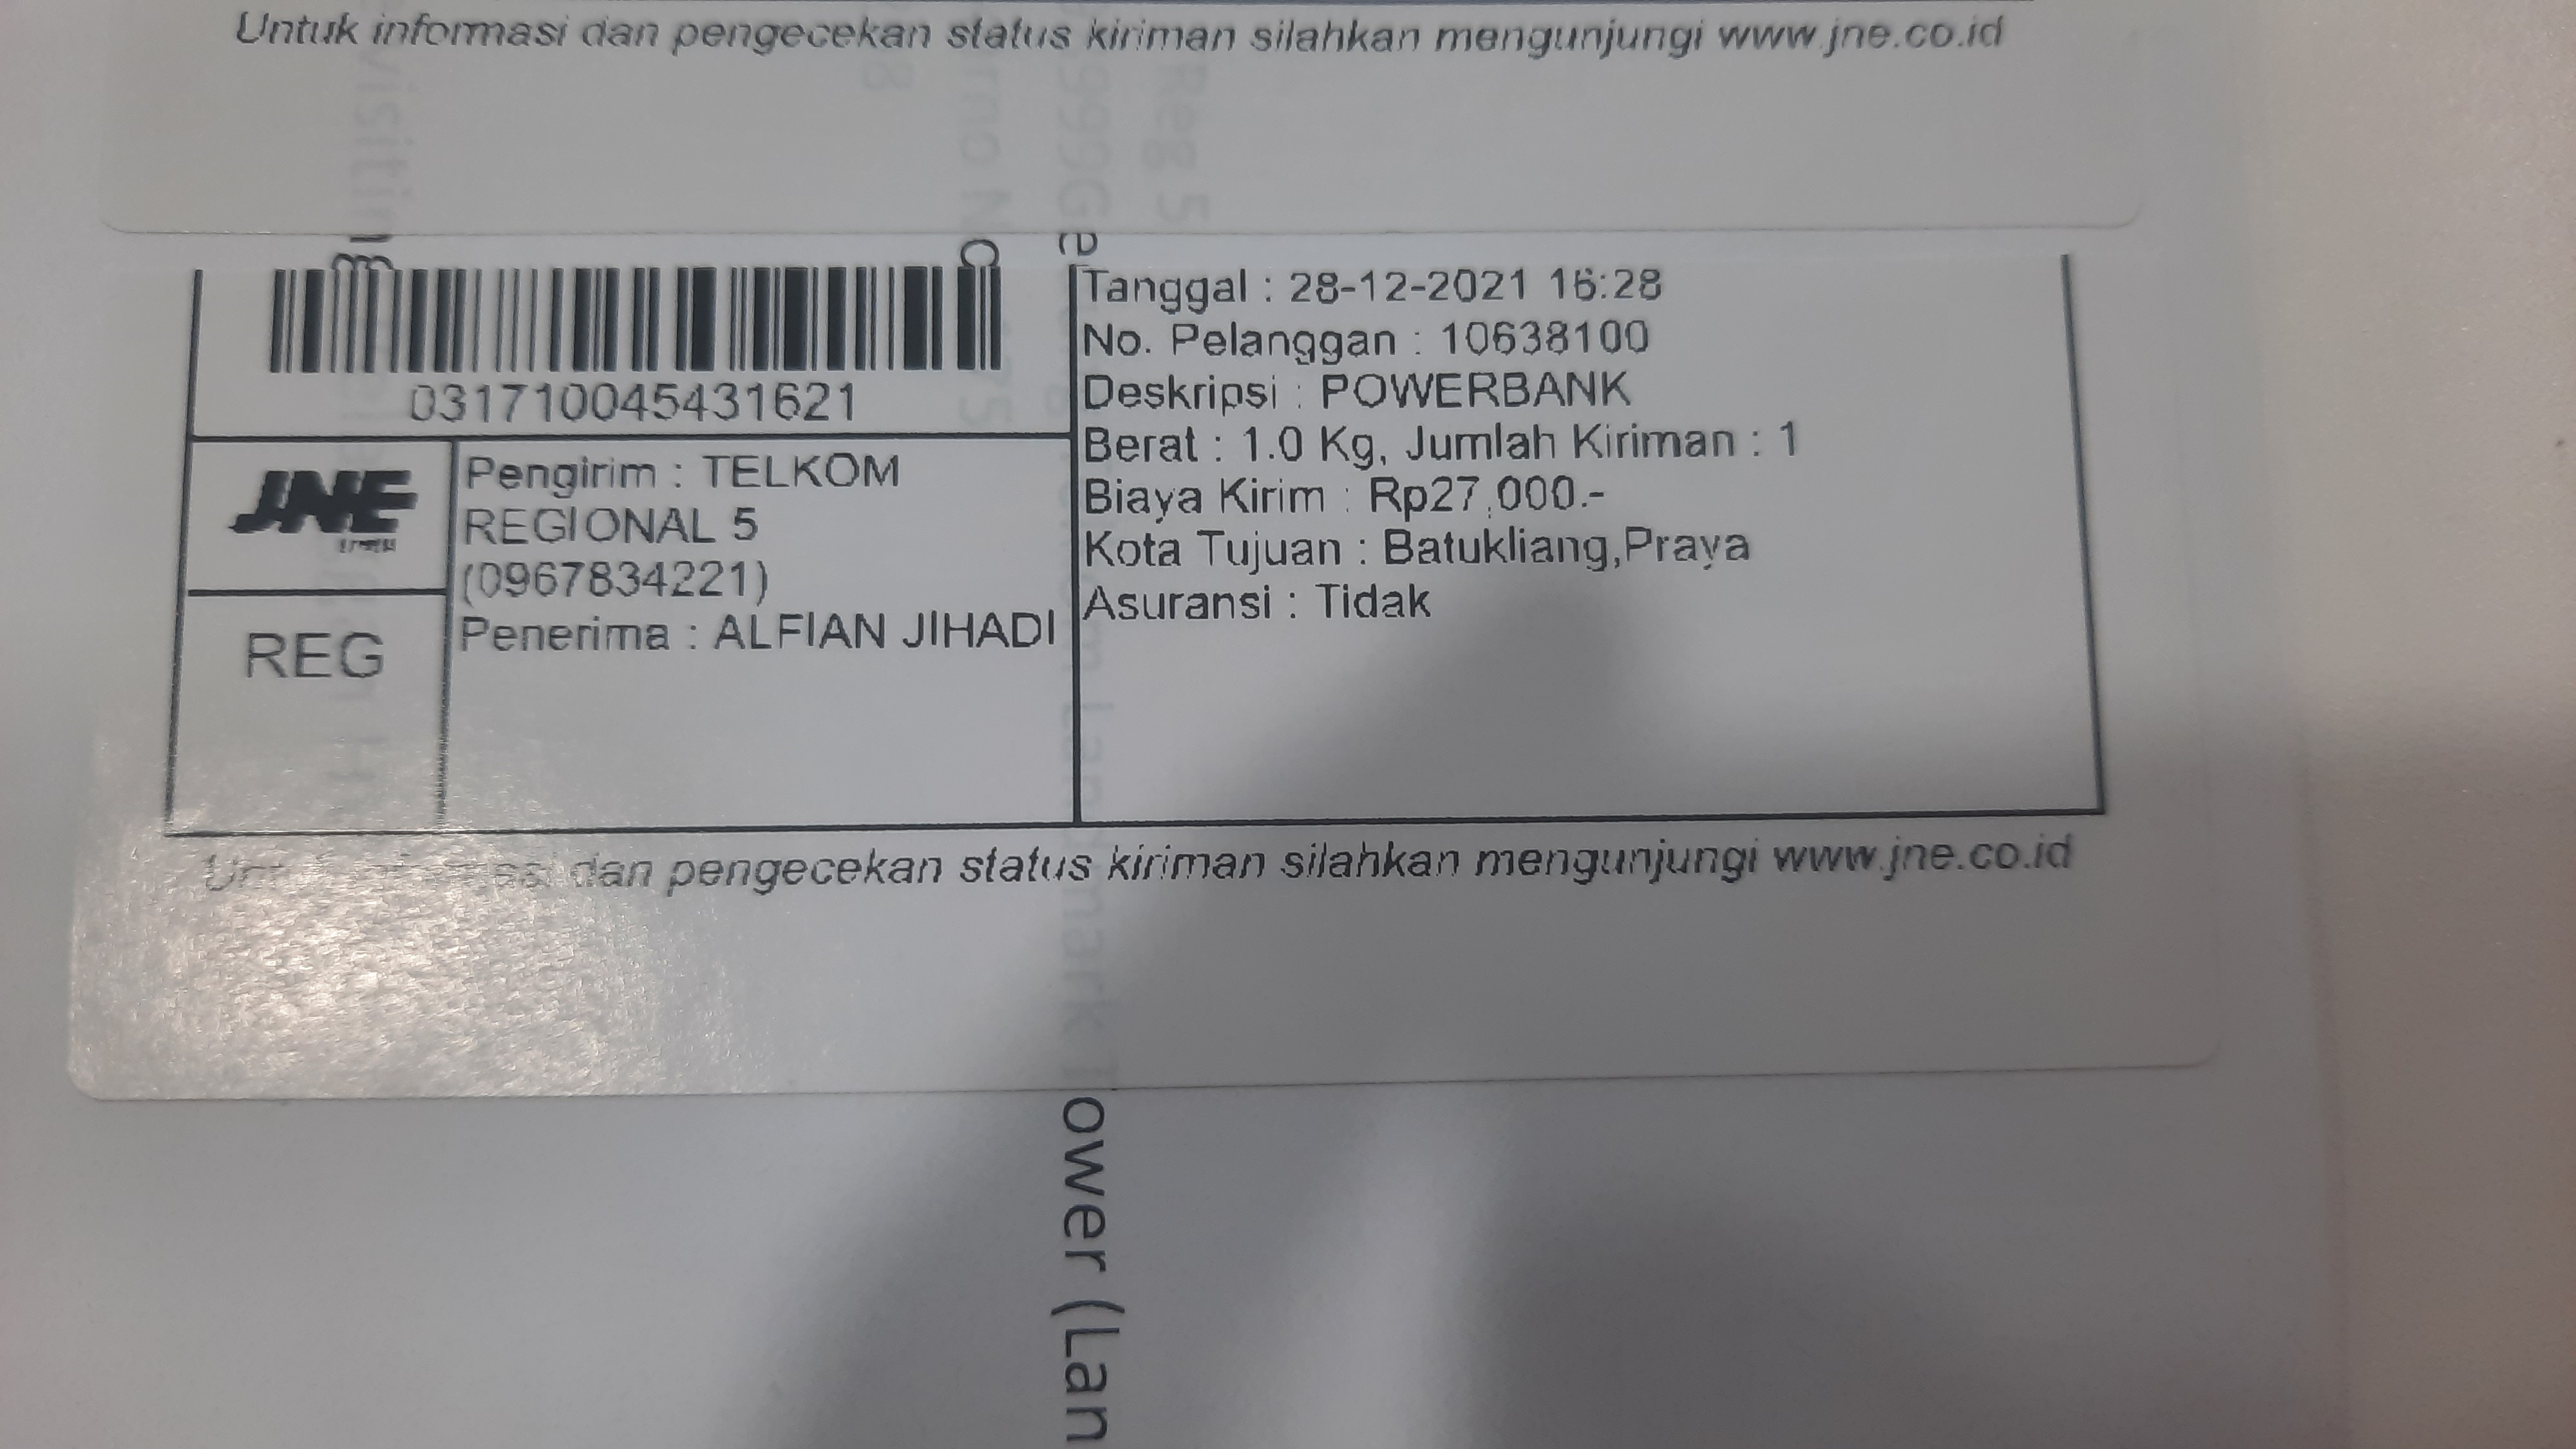 Untuk informasi dan pengecekan status kiriman silahkan mengunjungi www.jne.co.id
031710045431621
JNE
REG
Pengirim : TELKOM
REGIONAL 5
(0967834221)
Penerima : ALFIAN JIHADI
Tanggal : 28-12-2021 16:28
No. Pelanggan : 10638100
Deskripsi : POWERBANK
Berat : 1.0 Kg, Jumlah Kiriman : 1
Biaya Kirim : Rp27,000.-
Kota Tujuan : Batukliang,Praya
Asuransi : Tidak
dan pengecekan status kiriman silahkan mengunjungi www.jne.co.id
ower (Lan
Reg 5